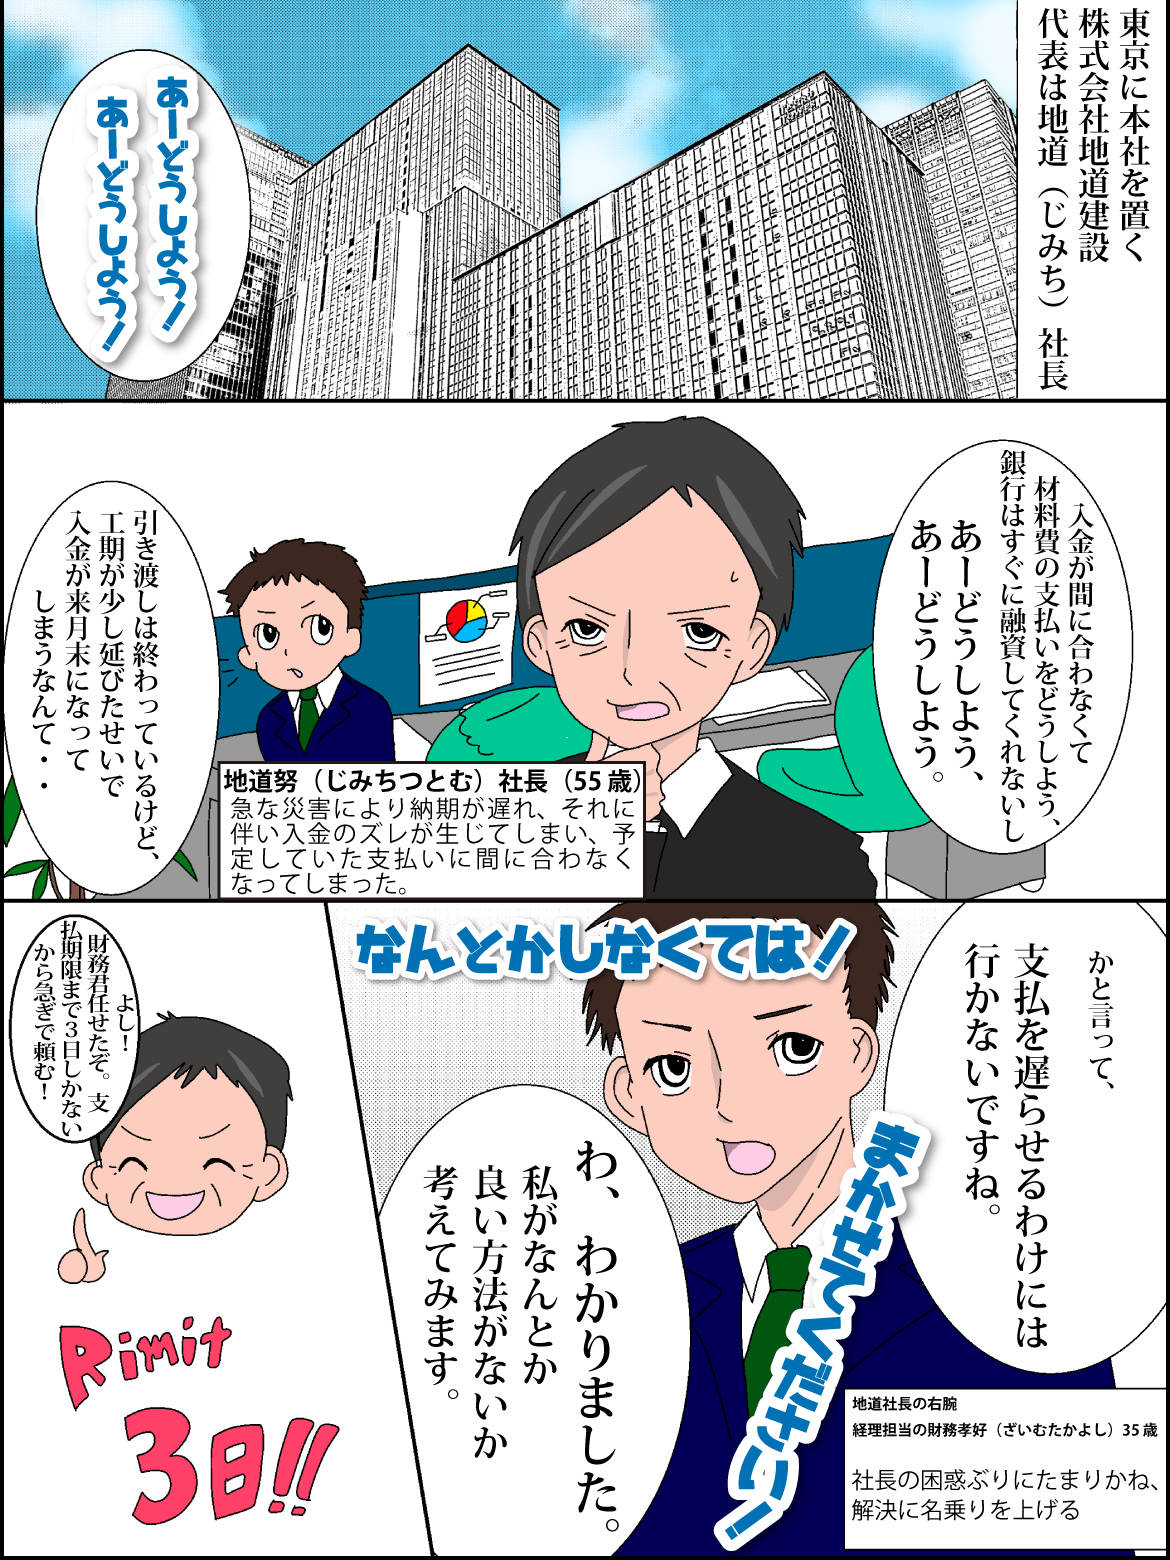 東京に本社を置く
株式会社地道建設
代表は地道（じみち）社長
あーどうしよう！
あーどうしよう！
入金が間に合わなくて
材料費の支払いをどうしよう、
銀行はすぐに融資してくれないし
あーどうしよう、
あーどうしよう。
引き渡しは終わっているけど、
工期が少し延びたせいで
入金が来月末になって
しまうなんて・・
地道努（じみちつとむ）社長（55歳）
急な災害により納期が遅れ、それに
伴い入金のズレが生じてしまい、予
定していた支払いに間に合わなく
なってしまった。
かと言って、
支払を遅らせるわけには
行かないですね。
なんとかしなくては！
わ、わかりました。
私がなんとか
良い方法がないか
考えてみます。
まかせてください！
地道社長の右腕
経理担当の財務孝好（ざいむたかよし）35歳
社長の困惑ぶりにたまりかね、
解決に名乗りを上げる
よし！
財務君任せたぞ。支
払期限まで３日しかない
から急ぎで頼む！
Rimit
3日!!